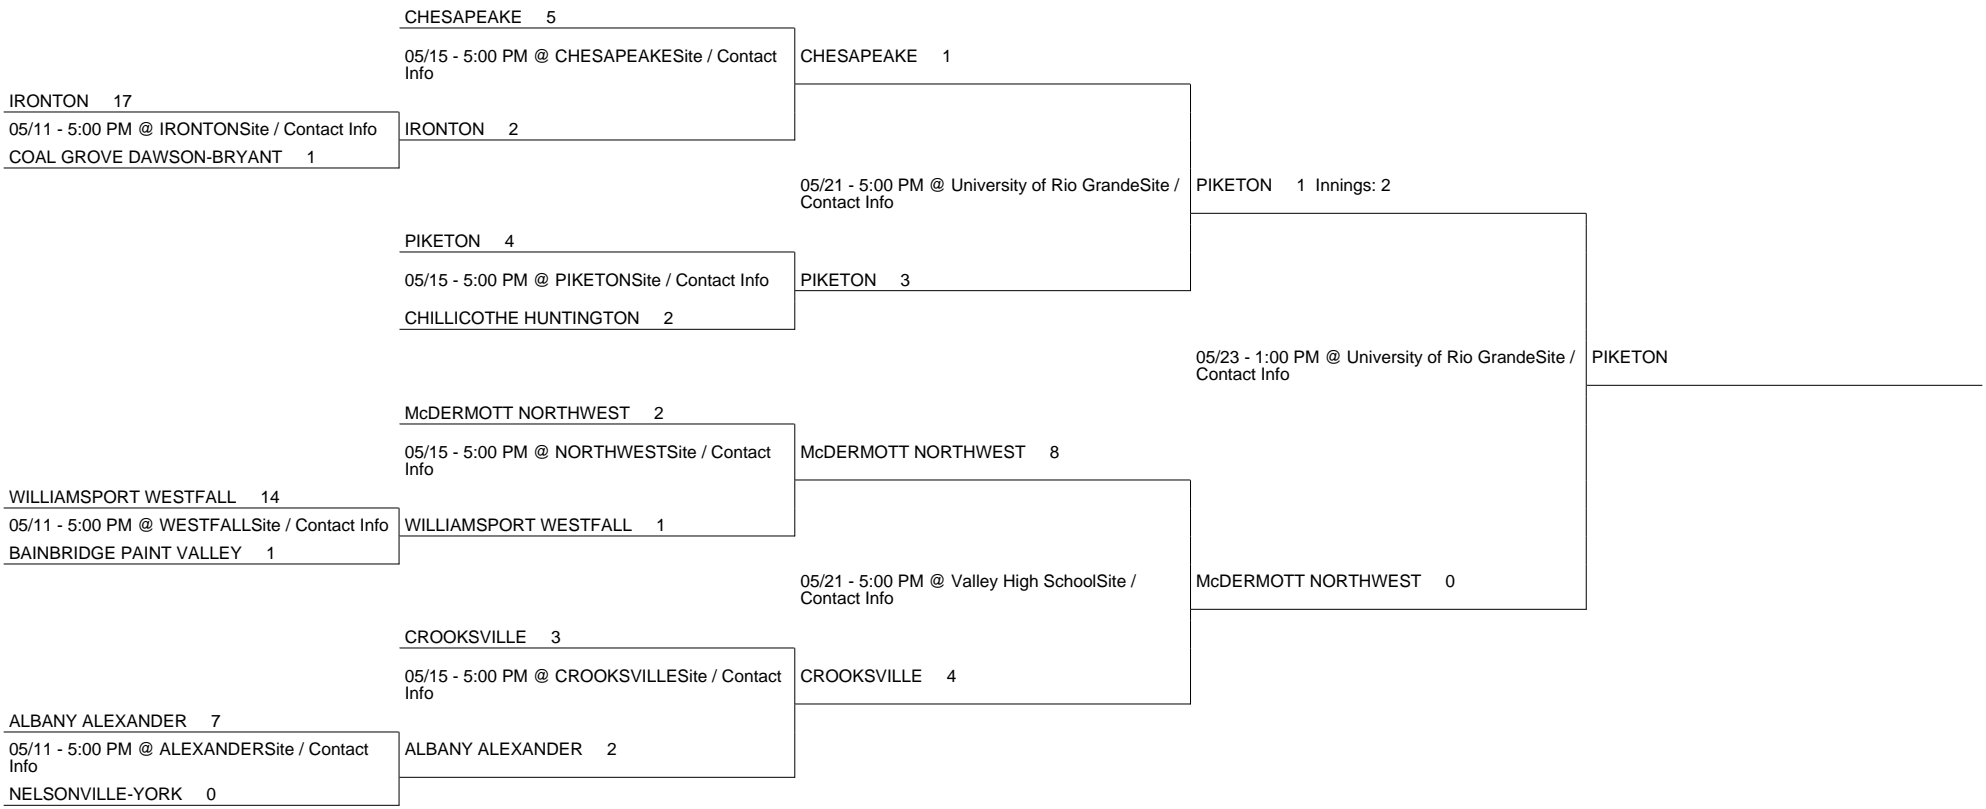 CHESAPEAKE 5
05/15 - 5:00 PM @ CHESAPEAKESite / Contact
Info
CHESAPEAKE 1
IRONTON 17
05/11 - 5:00 PM @ IRONTONSite / Contact Info
COAL GROVE DAWSON-BRYANT 1
IRONTON 2
05/21 - 5:00 PM @ University of Rio GrandeSite /
Contact Info
PIKETON 1 Innings: 2
PIKETON 4
05/15 - 5:00 PM @ PIKETONSite / Contact Info
CHILLICOTHE HUNTINGTON 2
PIKETON 3
05/23 - 1:00 PM @ University of Rio GrandeSite /
Contact Info
PIKETON
McDERMOTT NORTHWEST 2
05/15 - 5:00 PM @ NORTHWESTSite / Contact
Info
McDERMOTT NORTHWEST 8
WILLIAMSPORT WESTFALL 14
05/11 - 5:00 PM @ WESTFALLSite / Contact Info
BAINBRIDGE PAINT VALLEY 1
WILLIAMSPORT WESTFALL 1
05/21 - 5:00 PM @ Valley High SchoolSite /
Contact Info
McDERMOTT NORTHWEST 0
CROOKSVILLE 3
05/15 - 5:00 PM @ CROOKSVILLESite / Contact
Info
CROOKSVILLE 4
ALBANY ALEXANDER 7
05/11 - 5:00 PM @ ALEXANDERSite / Contact
Info
NELSONVILLE-YORK 0
ALBANY ALEXANDER 2